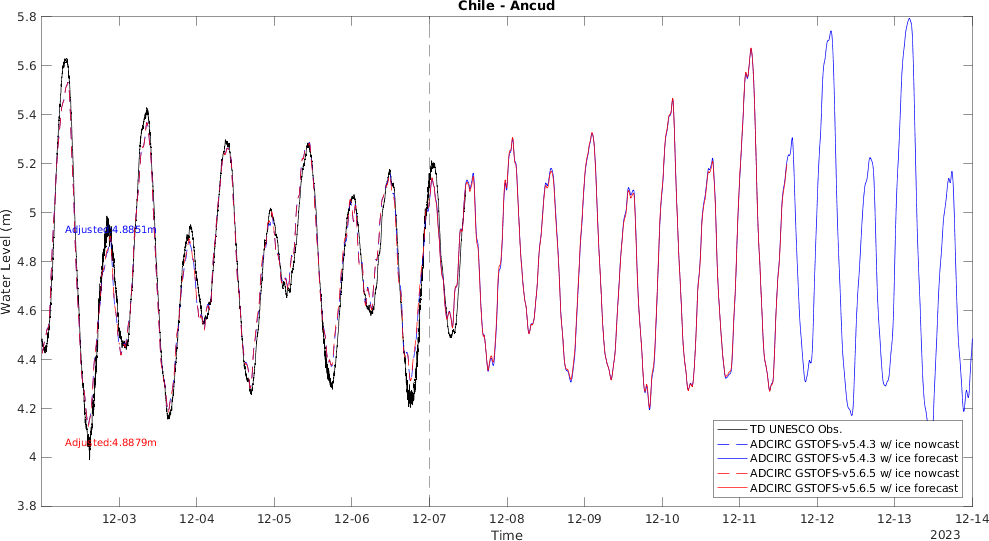 Chile - Ancud
5.8
5.6
5.4
5.2
5
4.8
4.6
4.4
4.2
4
3.8
Water Level (m)
Adjusted:4.8851m
Adjusted:4.8879m
TD UNESCO Obs.
ADCIRC GSTOFS-v5.4.3 w/ ice nowcast
ADCIRC GSTOFS-v5.4.3 w/ ice forecast
ADCIRC GSTOFS-v5.6.5 w/ ice nowcast
ADCIRC GSTOFS-v5.6.5 w/ ice forecast
12-03 12-04 12-05 12-06 12-07 12-08 12-09 12-10 12-11 12-12 12-13 12-14
Time
2023